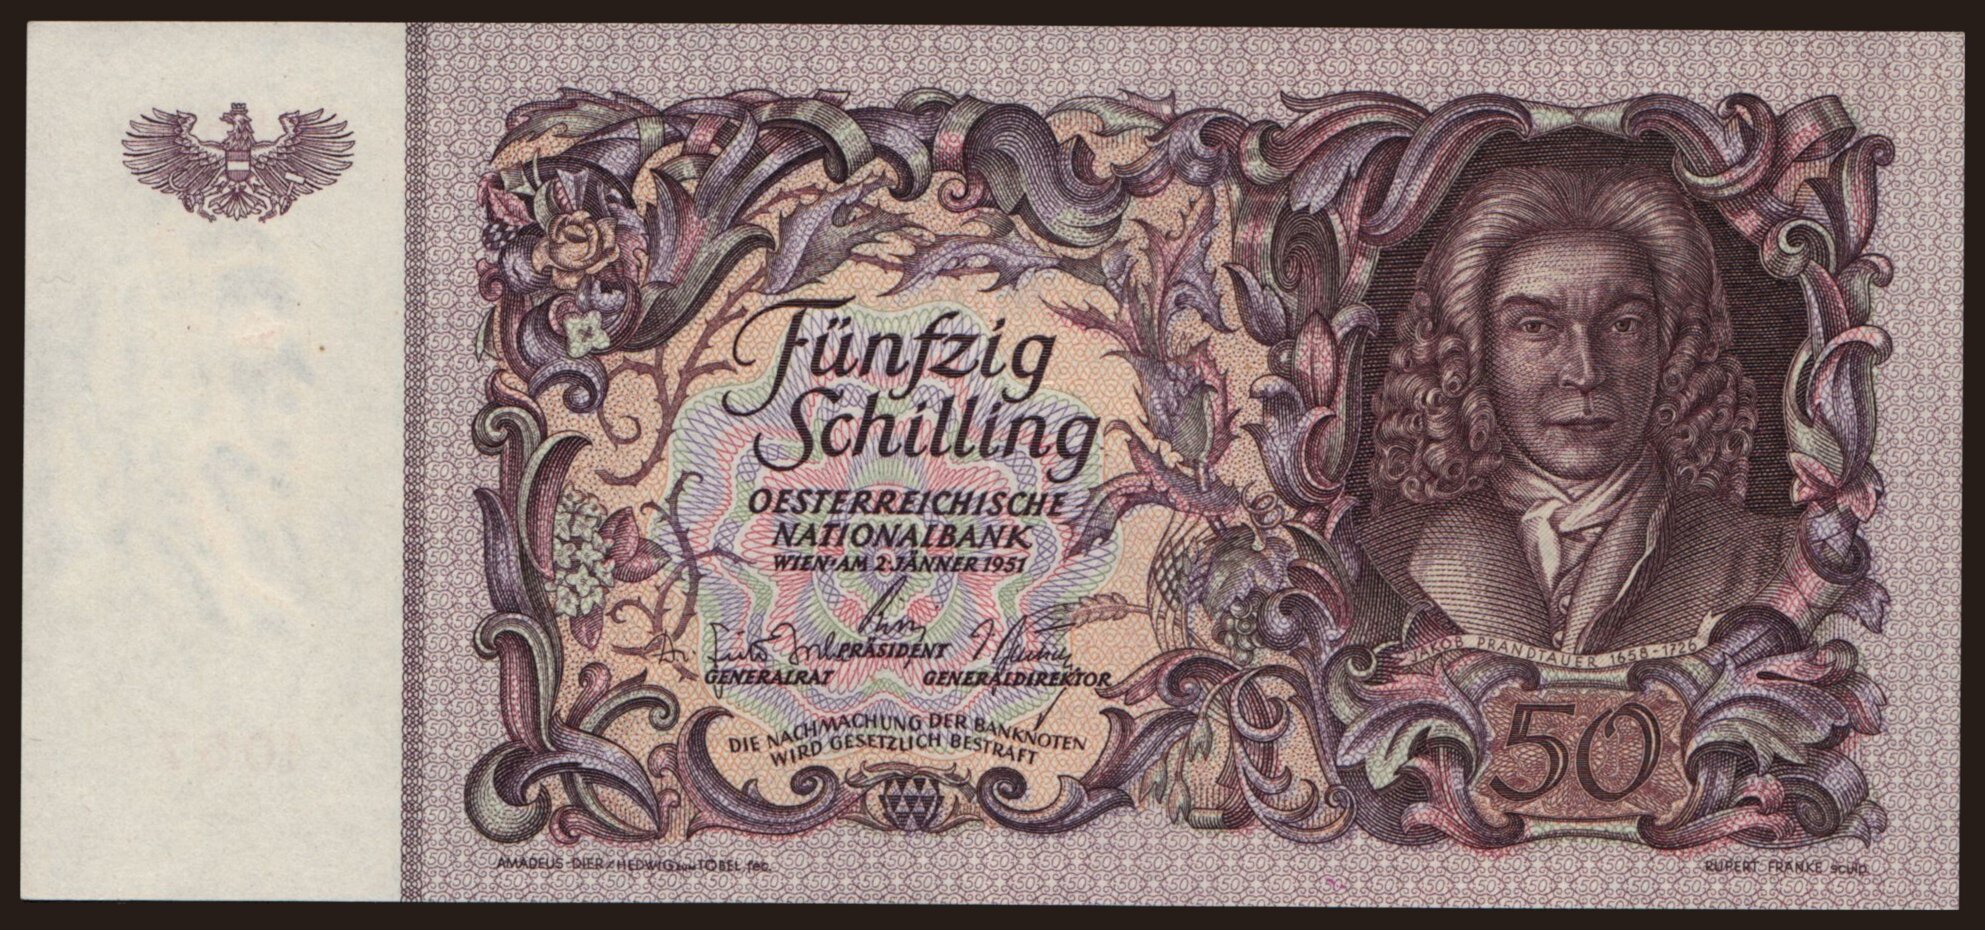 Fünfzig
Schilling
OESTERREICHISCHE
NATIONALBANK
WIEN·AM 2·JÄNNER 1951
PRÄSIDENT
GENERALRAT
GENERALDIREKTOR
DIE NACHMACHUNG DER BANKNOTEN
WIRD GESETZLICH BESTRAFT
JAKOB PRANDTAUER 1658-1726
50
AMADEUS-DIER / HEDWIG von TOBEL fec.
RUPERT FRANKE sculp.